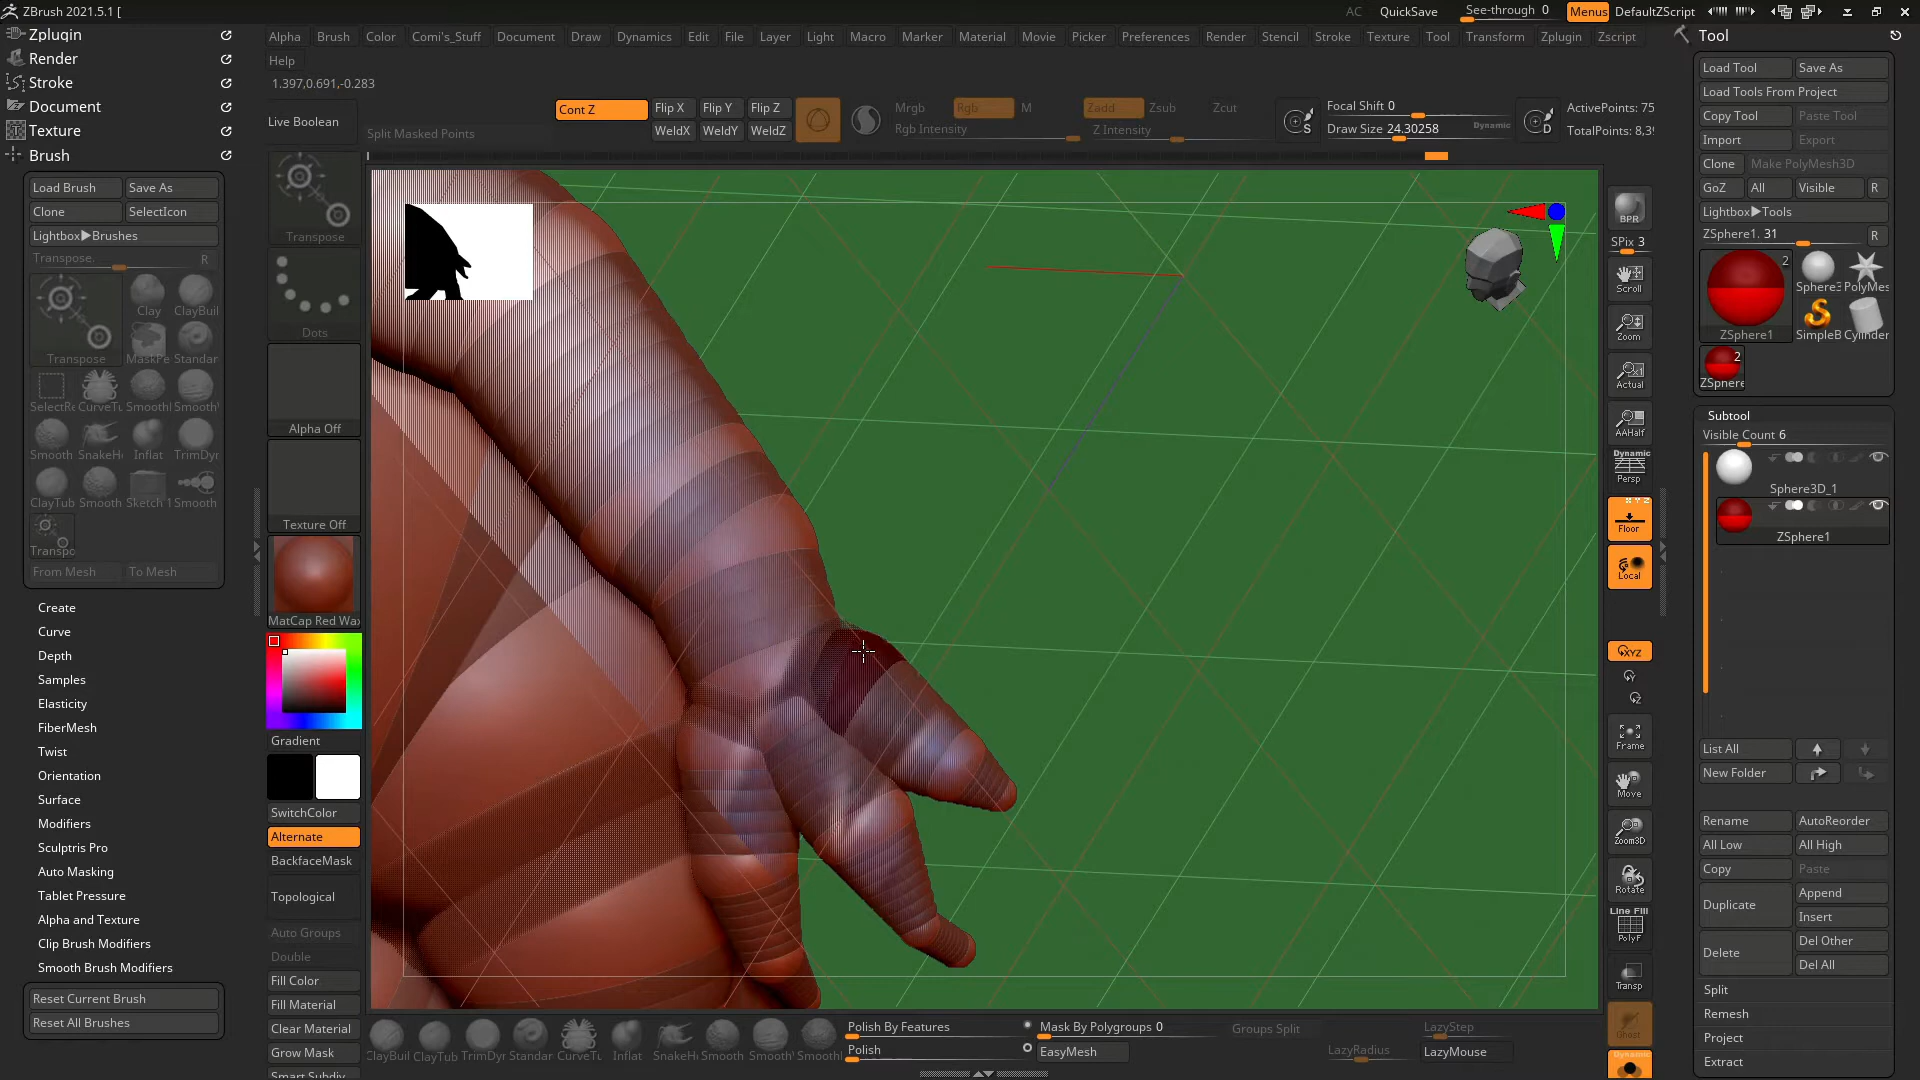 ZBrush 2021.5.1 [
AC QuickSave See-through 0 Menus DefaultZScript
Zplugin
Render
Stroke
Document
Texture
Brush
Load Brush Save As
Clone SelectIcon
Lightbox▶Brushes
Transpose. R
Clay ClayBuil
Transpose MaskPe Standar
SelectRe CurveTu Smooth Smooth
Smooth SnakeHo Inflat TrimDyr
ClayTub Smooth Sketch 1 Smooth
Transpo
From Mesh To Mesh
Create
Curve
Depth
Samples
Elasticity
FiberMesh
Twist
Orientation
Surface
Modifiers
Sculptris Pro
Auto Masking
Tablet Pressure
Alpha and Texture
Clip Brush Modifiers
Smooth Brush Modifiers
Reset Current Brush
Reset All Brushes
Alpha Brush Color Comi's_Stuff Document Draw Dynamics Edit File Layer Light Macro Marker Material Movie Picker Preferences Render Stencil Stroke Texture Tool Transform Zplugin Zscript
Help
1.397,0.691,-0.283
Live Boolean
Split Masked Points
Cont Z Flip X Flip Y Flip Z
WeldX WeldY WeldZ
Mrgb Rgb M Zadd Zsub Zcut
Rgb Intensity Z Intensity
S
Focal Shift 0
Draw Size 24.30258 Dynamic
D
ActivePoints: 75
TotalPoints: 8,3
Transpose
Dots
Alpha Off
Texture Off
MatCap Red Wax
Gradient
SwitchColor
Alternate
BackfaceMask
Topological
Auto Groups
Double
Fill Color
Fill Material
Clear Material
Grow Mask
Smart Subdiv
ClayBuil ClayTub TrimDyr Standar CurveTu Inflat SnakeHo Smooth Smooth Smooth
Polish By Features
Polish
Mask By Polygroups 0
EasyMesh
Groups Split
LazyRadius
LazyStep
LazyMouse
BPR
SPix 3
Scroll
Zoom
Actual
AAHalf
Dynamic
Persp
X Y Z
Floor
Local
XYZ
Y
Z
Frame
Move
Zoom3D
Rotate
Line Fill
PolyF
Transp
Ghost
Dynamic
Tool
Load Tool Save As
Load Tools From Project
Copy Tool Paste Tool
Import Export
Clone Make PolyMesh3D
GoZ All Visible R
Lightbox▶Tools
ZSphere1. 31 R
2
ZSphere1 Sphere3 PolyMes
SimpleB Cylinder
2
ZSphere
Subtool
Visible Count 6
Sphere3D_1
ZSphere1
List All
New Folder
Rename AutoReorder
All Low All High
Copy Paste
Duplicate Append
Insert
Delete Del Other
Del All
Split
Remesh
Project
Extract